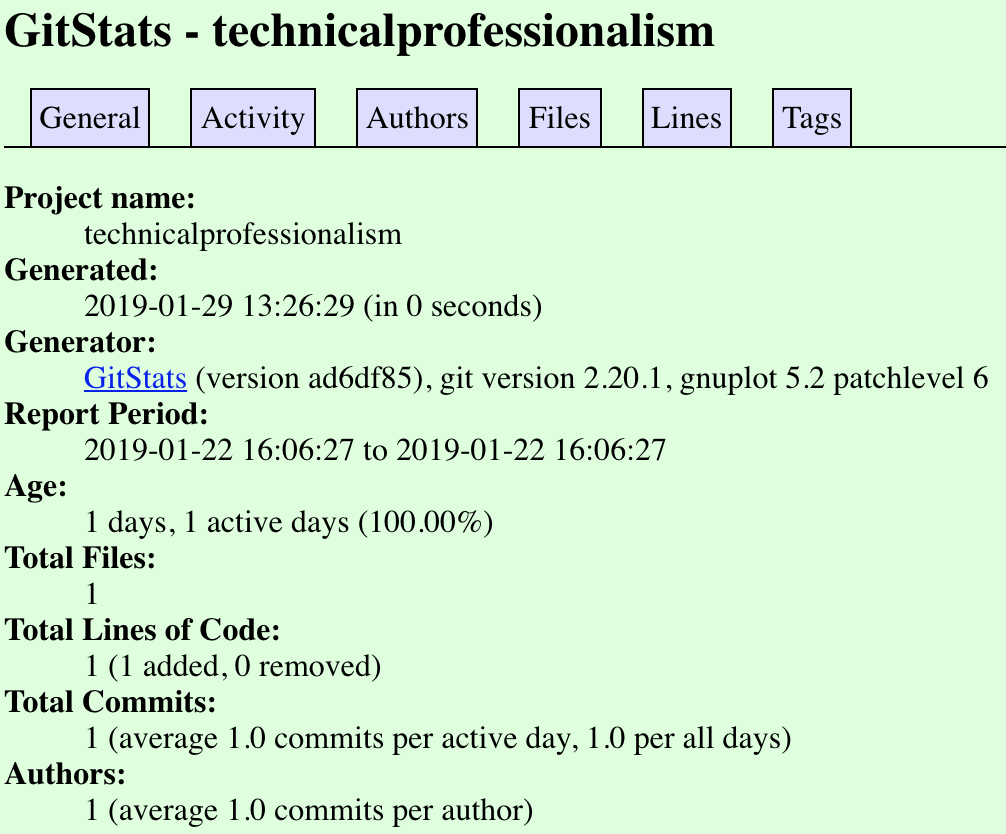 GitStats - technicalprofessionalism
General Activity Authors Files Lines Tags
Project name:
technicalprofessionalism
Generated:
2019-01-29 13:26:29 (in 0 seconds)
Generator:
GitStats (version ad6df85), git version 2.20.1, gnuplot 5.2 patchlevel 6
Report Period:
2019-01-22 16:06:27 to 2019-01-22 16:06:27
Age:
1 days, 1 active days (100.00%)
Total Files:
1
Total Lines of Code:
1 (1 added, 0 removed)
Total Commits:
1 (average 1.0 commits per active day, 1.0 per all days)
Authors:
1 (average 1.0 commits per author)